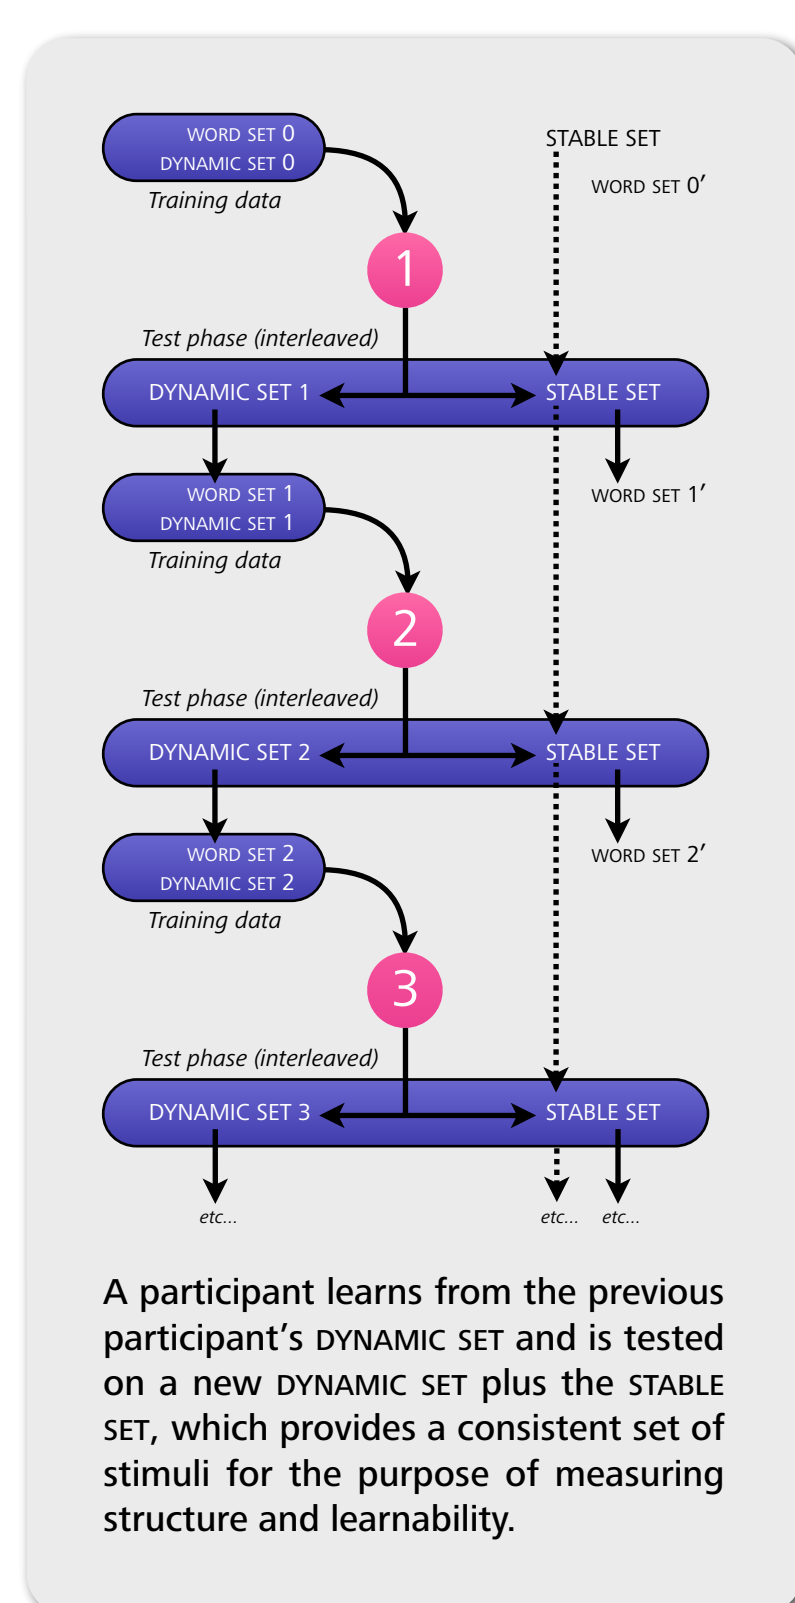 WORD SET 0
DYNAMIC SET 0
Training data
STABLE SET
WORD SET 0′
1
Test phase (interleaved)
DYNAMIC SET 1
STABLE SET
WORD SET 1
DYNAMIC SET 1
Training data
WORD SET 1′
2
Test phase (interleaved)
DYNAMIC SET 2
STABLE SET
WORD SET 2
DYNAMIC SET 2
Training data
WORD SET 2′
3
Test phase (interleaved)
DYNAMIC SET 3
STABLE SET
etc...
etc...
etc...
A participant learns from the previous
participant’s DYNAMIC SET and is tested
on a new DYNAMIC SET plus the STABLE
SET, which provides a consistent set of
stimuli for the purpose of measuring
structure and learnability.